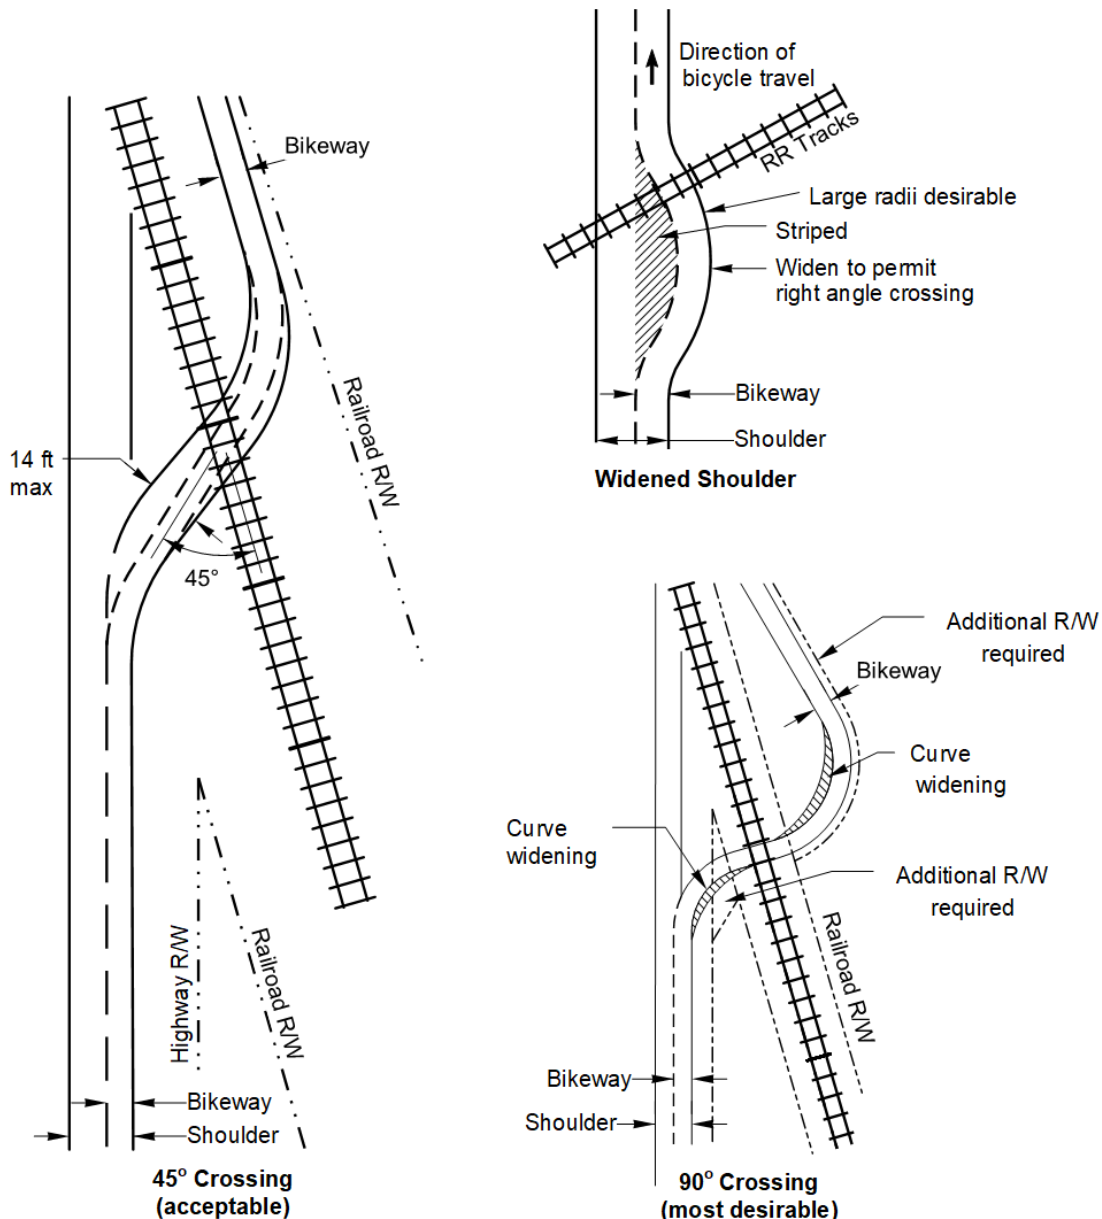 Bikeway
Railroad R/W
14 ft
max
45°
Highway R/W
Railroad R/W
Bikeway
Shoulder
45° Crossing
(acceptable)
Direction of
bicycle travel
RR Tracks
Large radii desirable
Striped
Widen to permit
right angle crossing
Bikeway
Shoulder
Widened Shoulder
Additional R/W
required
Bikeway
Curve
widening
Curve
widening
Additional R/W
required
Railroad R/W
Bikeway
Shoulder
90° Crossing
(most desirable)